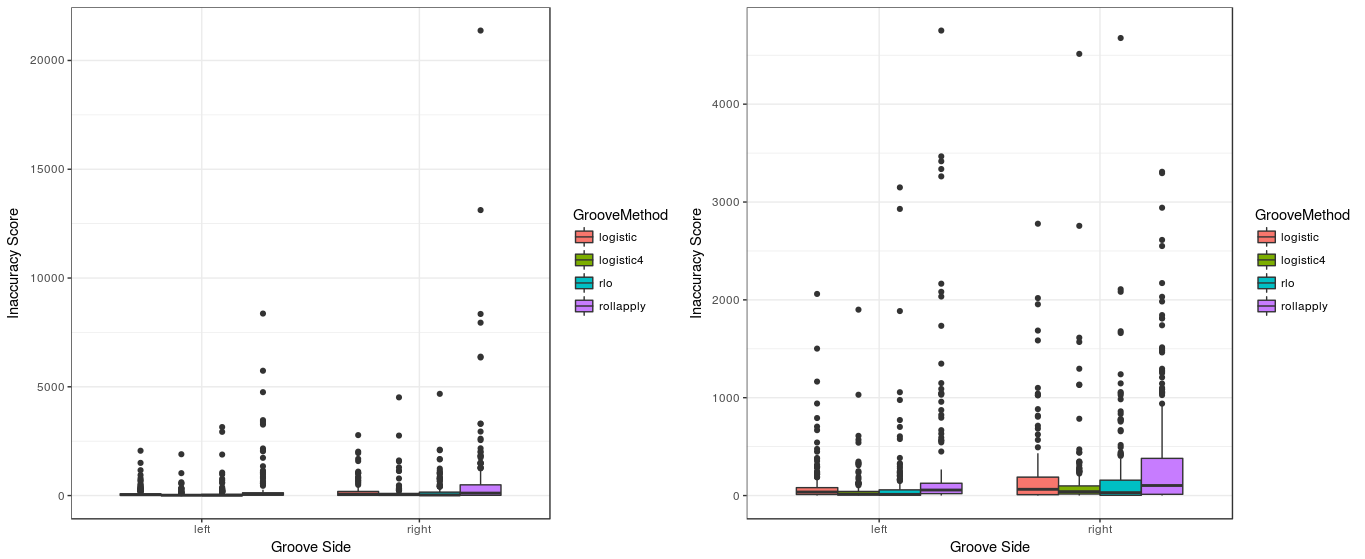 20000
15000
10000
5000
0
Inaccuracy Score
left
right
Groove Side
GrooveMethod
logistic
logistic4
rlo
rollapply
4000
3000
2000
1000
0
Inaccuracy Score
left
right
Groove Side
GrooveMethod
logistic
logistic4
rlo
rollapply